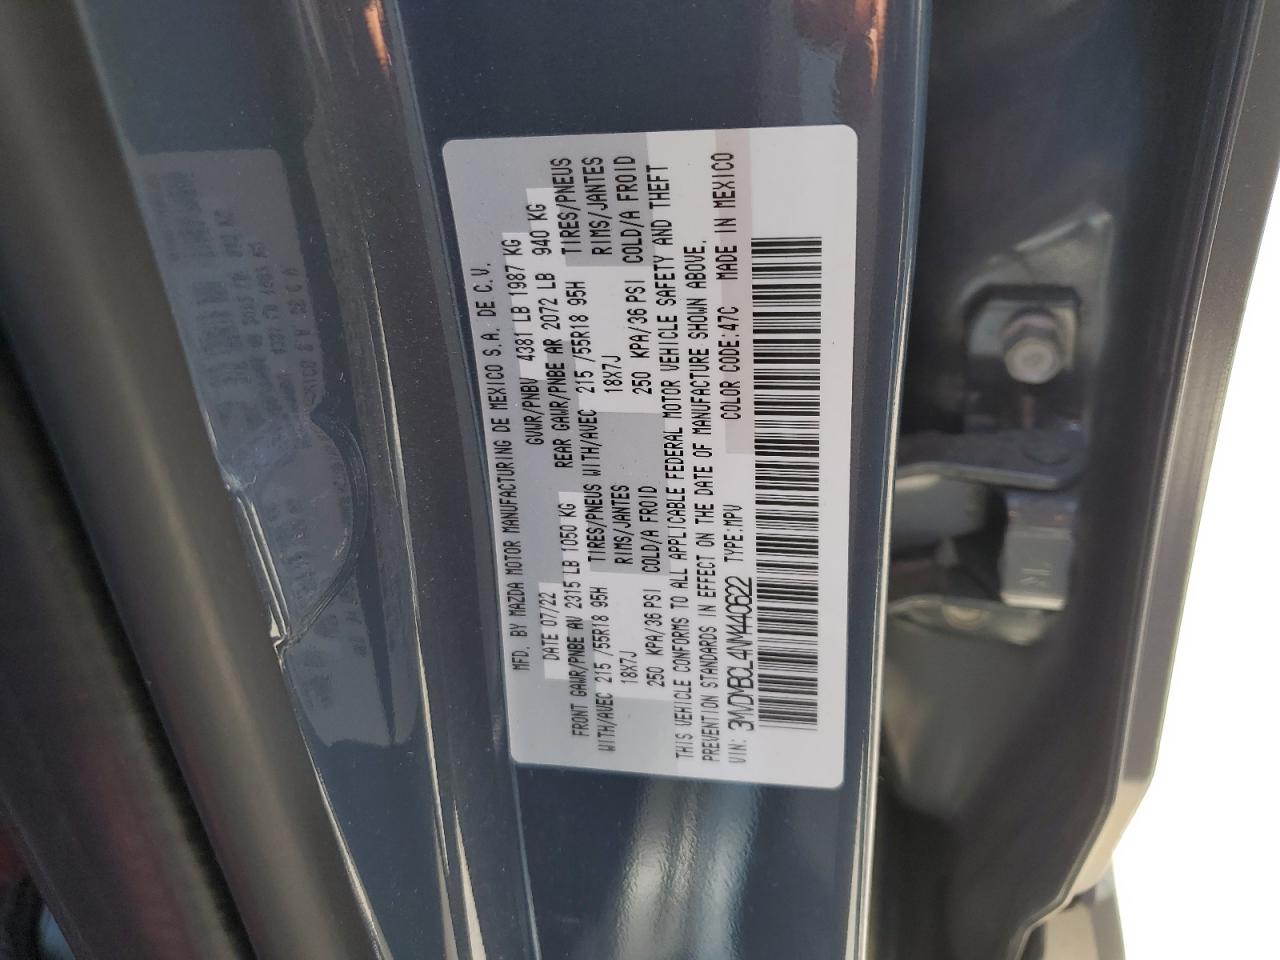 MFD. BY MAZDA MOTOR MANUFACTURING DE MEXICO S.A. DE C.V.
DATE 07/22 GVWR/PNBV 4381 LB 1987 KG
FRONT GAWR/PNBE AV 2315 LB 1050 KG REAR GAWR/PNBE AR 2072 LB 940 KG
WITH/AVEC 215 /55R18 95H TIRES/PNEUS WITH/AVEC 215 /55R18 95H TIRES/PNEUS
18X7J RIMS/JANTES 18X7J RIMS/JANTES
250 KPA/36 PSI COLD/A FROID 250 KPA/36 PSI COLD/A FROID
THIS VEHICLE CONFORMS TO ALL APPLICABLE FEDERAL MOTOR VEHICLE SAFETY AND THEFT
PREVENTION STANDARDS IN EFFECT ON THE DATE OF MANUFACTURE SHOWN ABOVE.
VIN: 3MVDMBCL4NM440622 TYPE:MPV COLOR CODE:47C MADE IN MEXICO